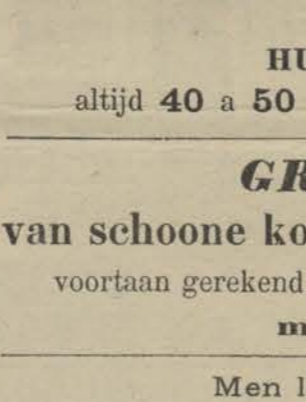 HU
altijd 40 a 50
GR
van schoone ko
voortaan gerekend
m
Men l